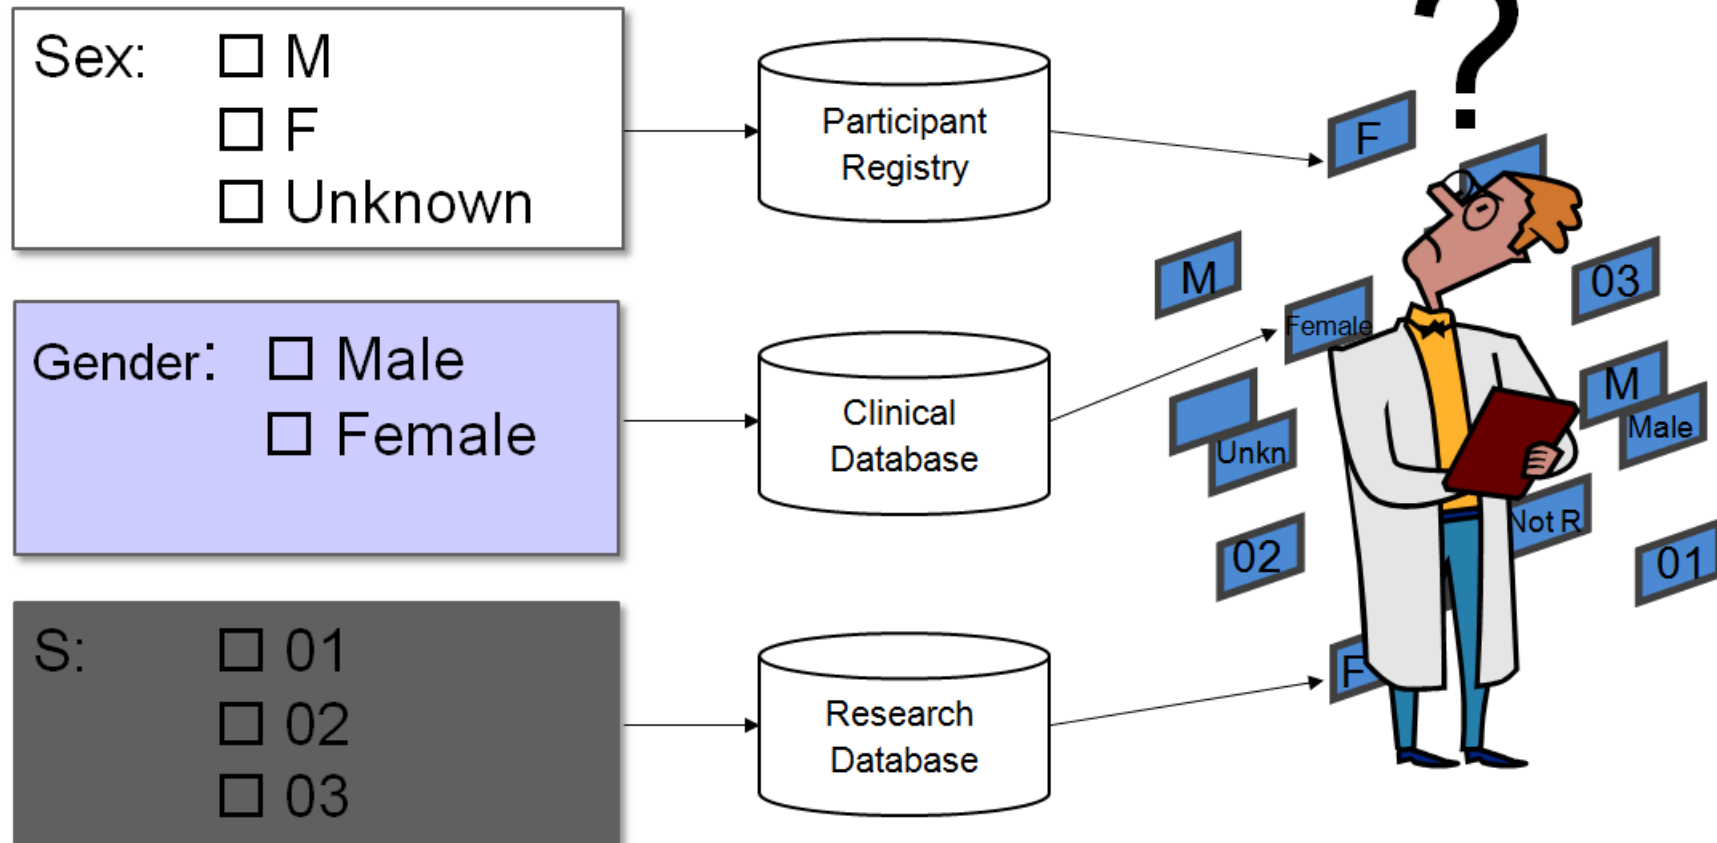 Sex: ☐ M
☐ F
☐ Unknown
Participant
Registry
Gender: ☐ Male
☐ Female
Clinical
Database
S: ☐ 01
☐ 02
☐ 03
Research
Database
?
F
M
03
Female
M
Male
Unkn
Not R
02
01
F